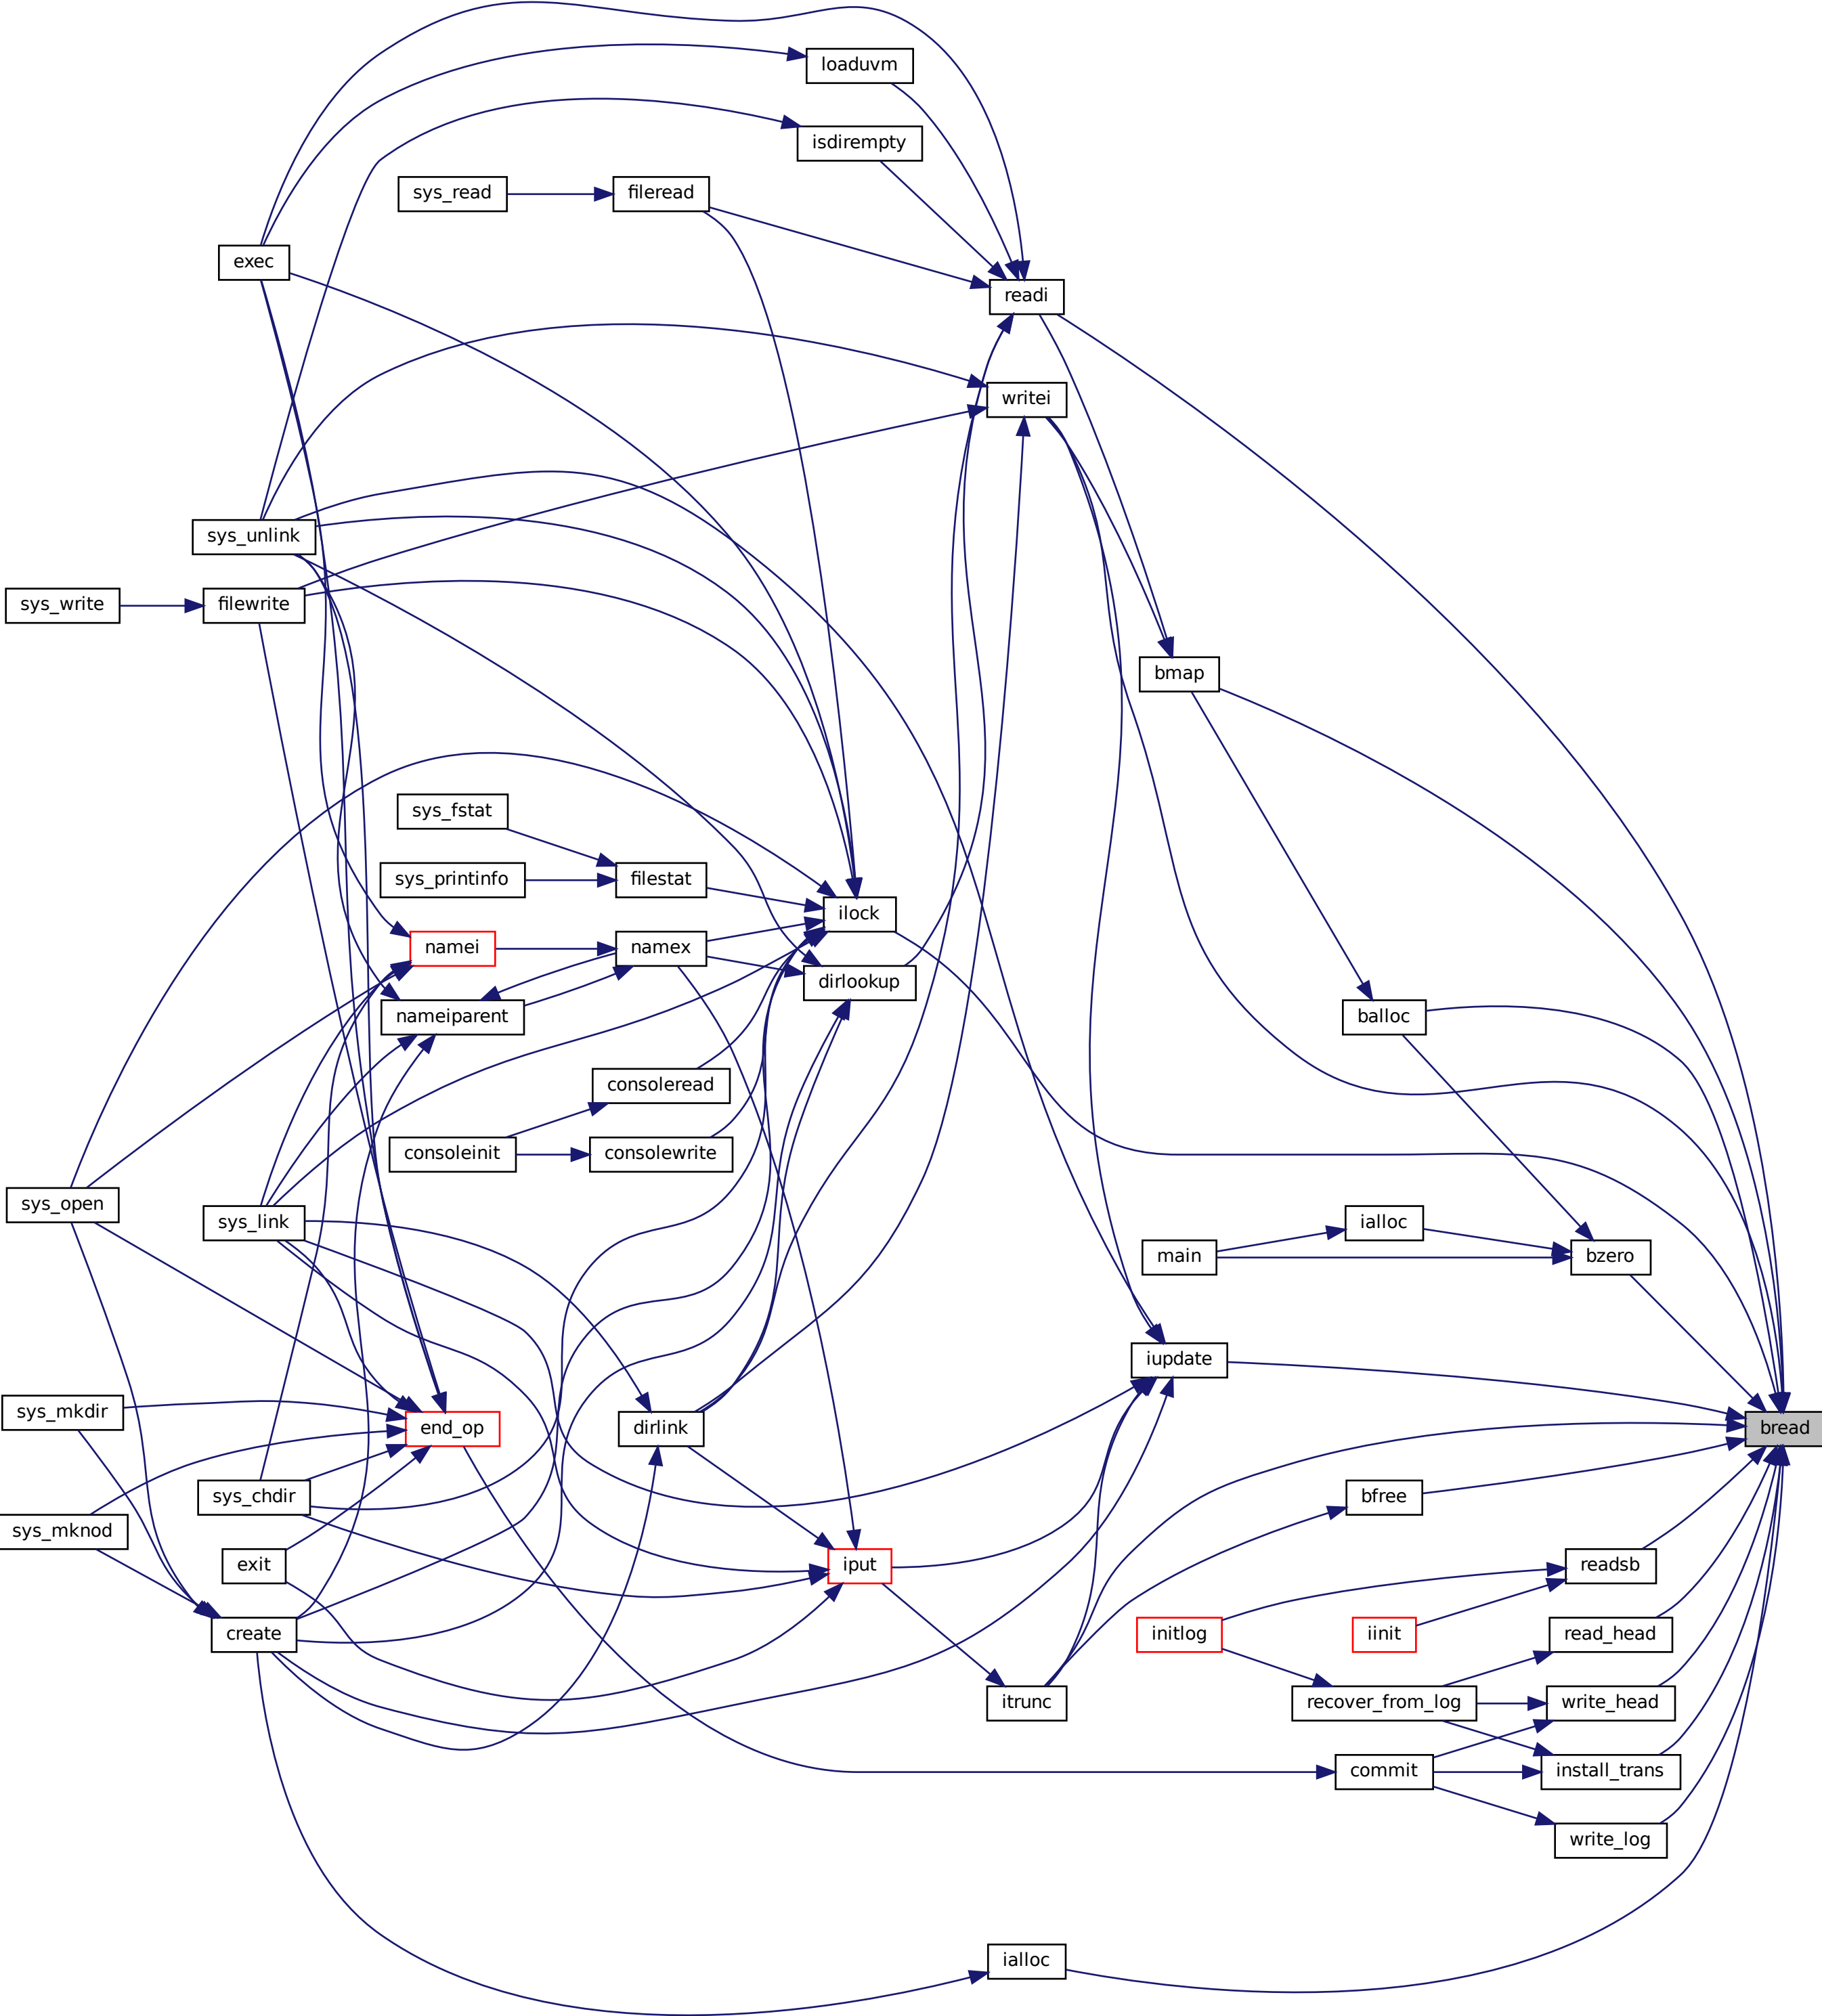 loaduvm
isdirempty
sys_read
fileread
exec
readi
writei
sys_unlink
sys_write
filewrite
bmap
sys_fstat
sys_printinfo
filestat
ilock
namei
namex
dirlookup
nameiparent
balloc
consoleread
consoleinit
consolewrite
sys_open
sys_link
ialloc
main
bzero
iupdate
sys_mkdir
end_op
dirlink
bread
sys_chdir
bfree
sys_mknod
exit
iput
readsb
create
initlog
iinit
read_head
itrunc
recover_from_log
write_head
commit
install_trans
write_log
ialloc